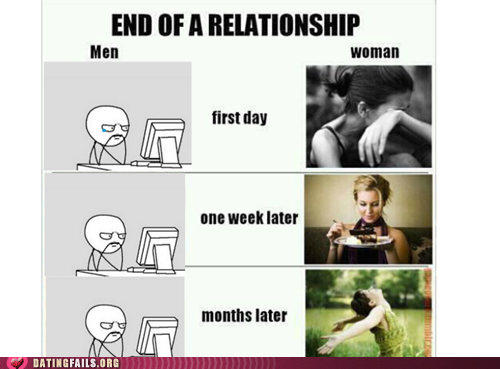 END OF A RELATIONSHIP
Men woman
first day
one week later
months later
DATINGFAILS.ORG